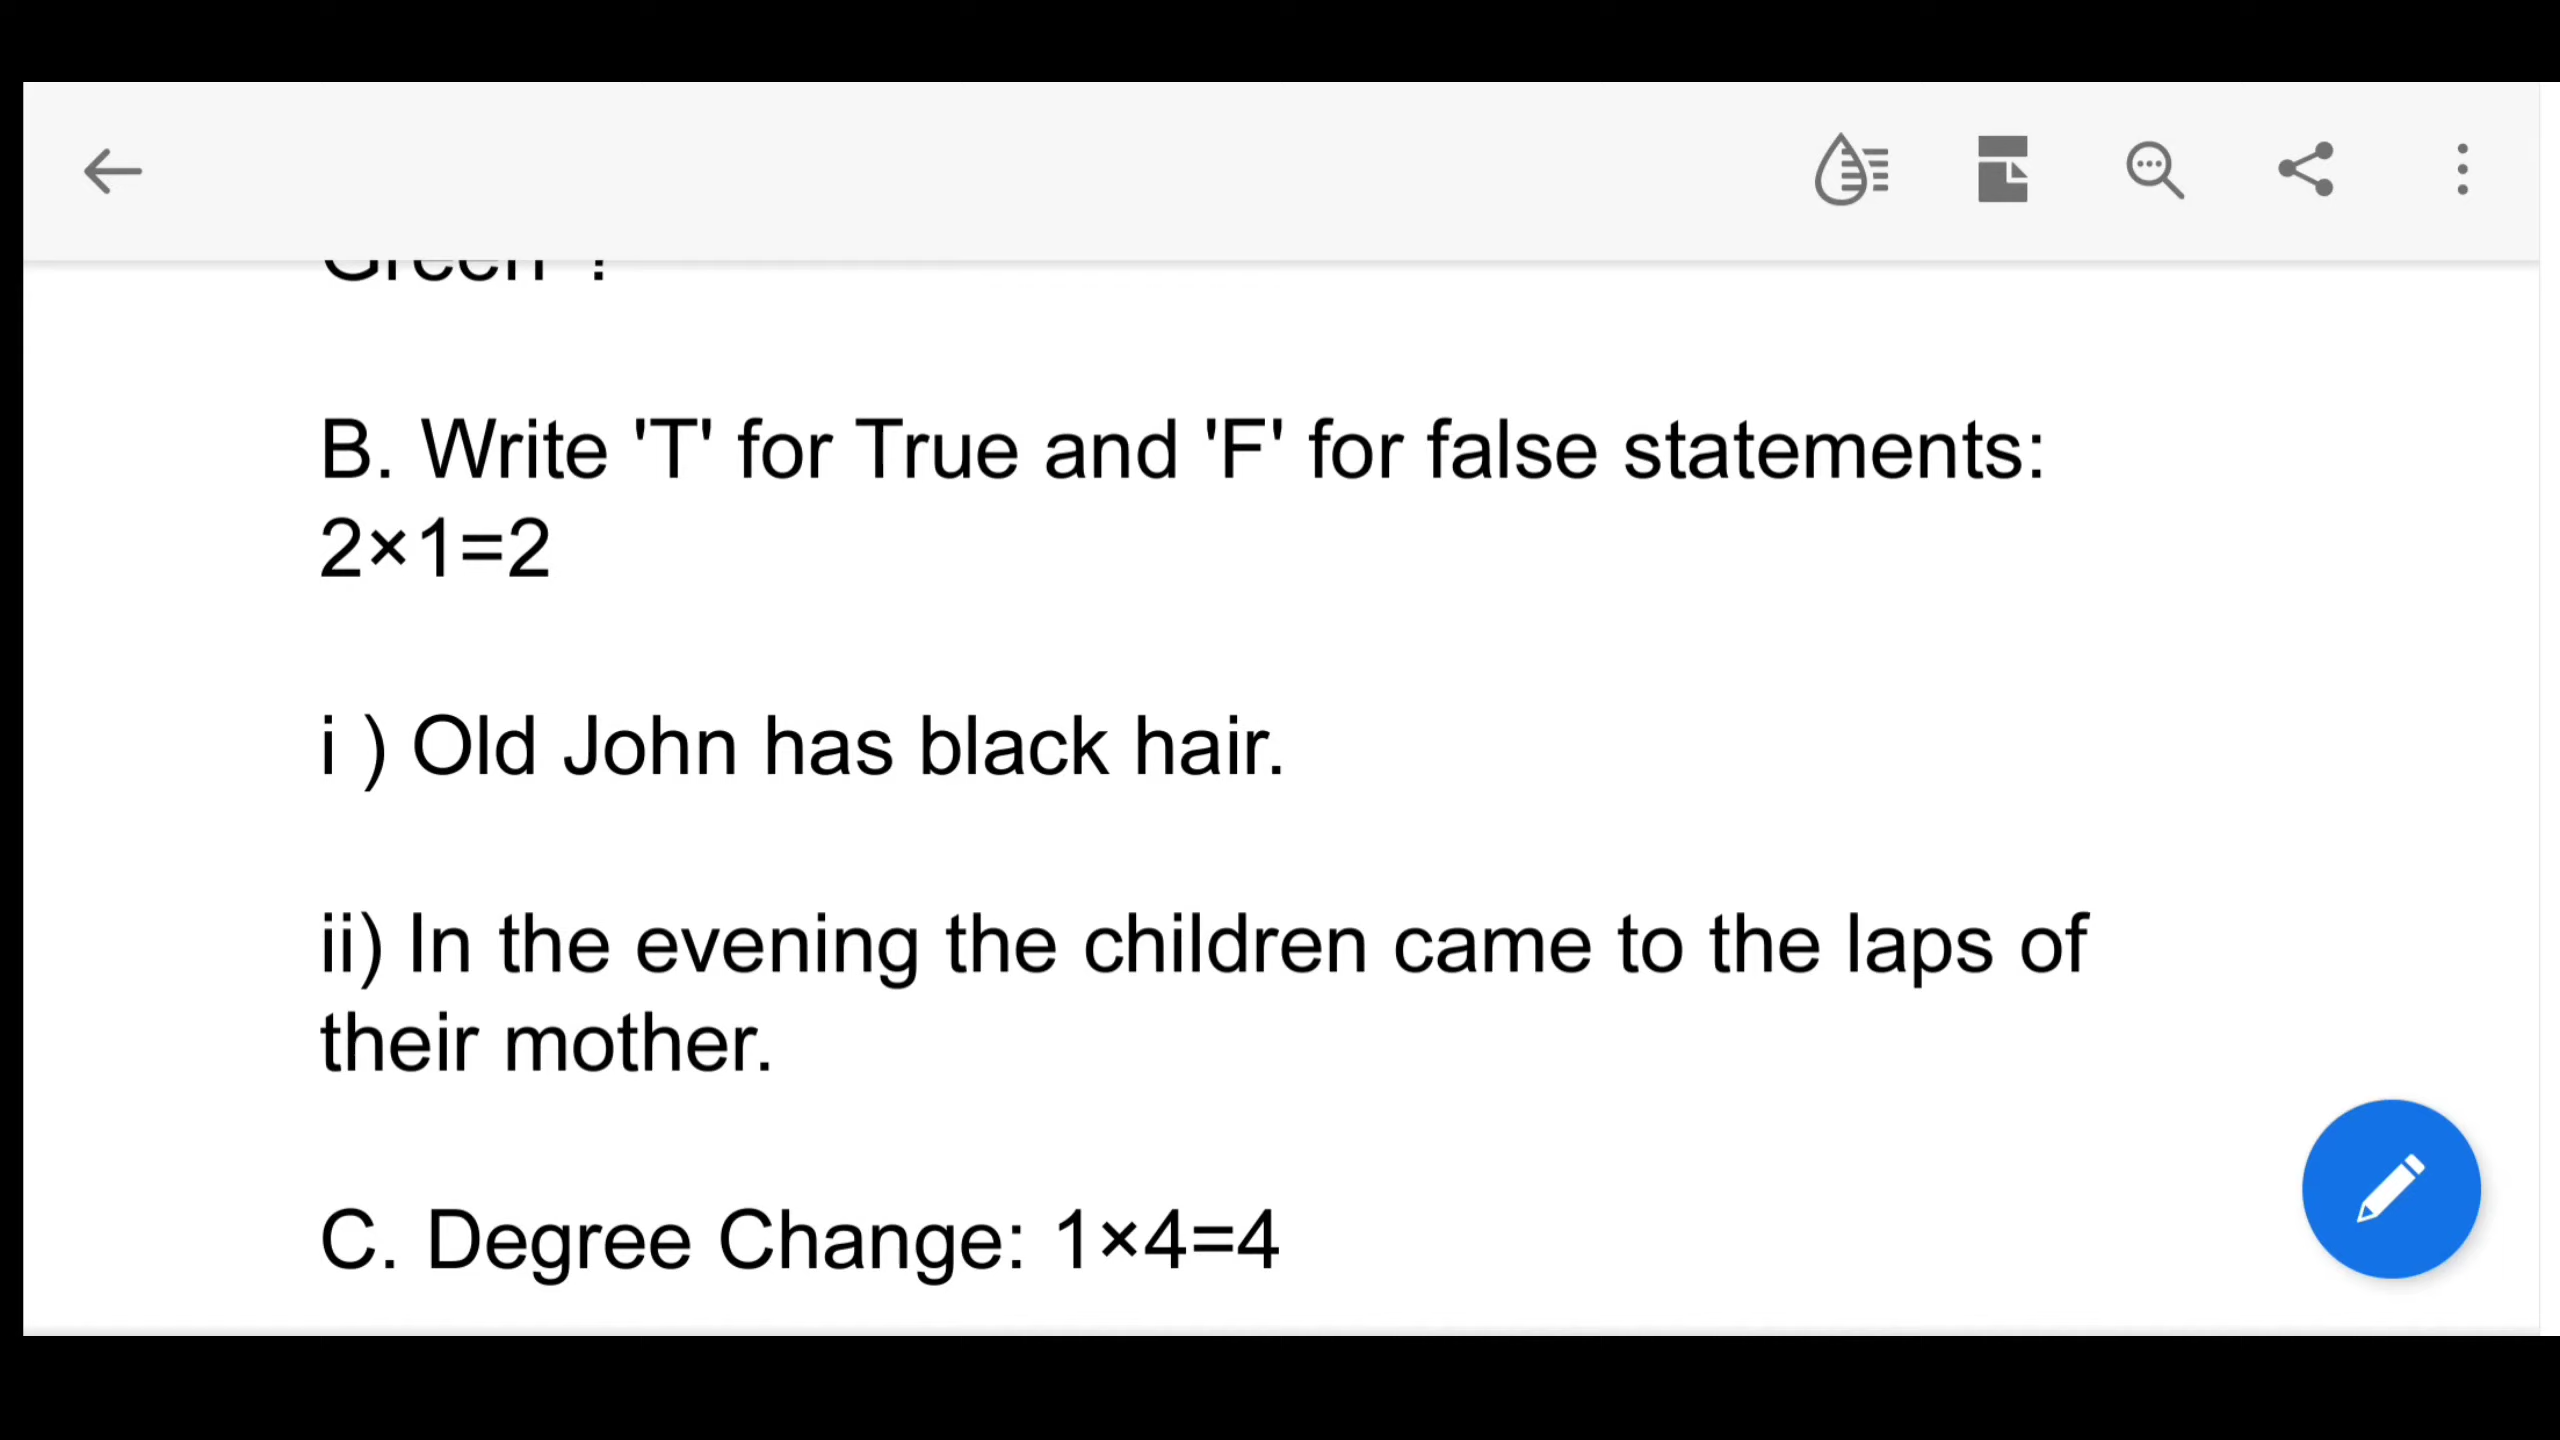 Green ?
B. Write 'T' for True and 'F' for false statements:
2×1=2
i ) Old John has black hair.
ii) In the evening the children came to the laps of
their mother.
C. Degree Change: 1×4=4